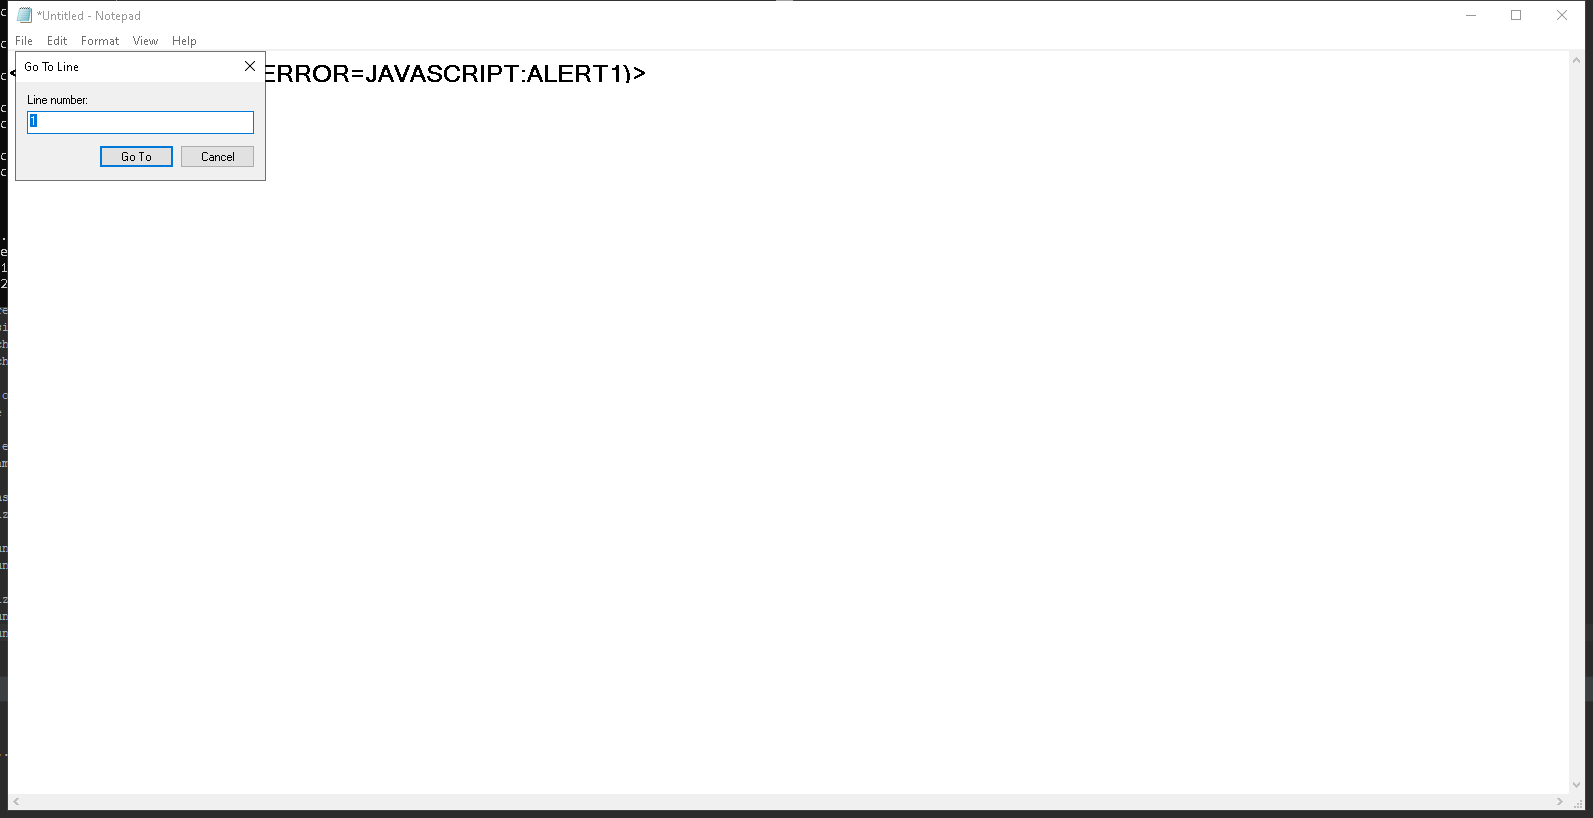 *Untitled - Notepad
File Edit Format View Help
Go To Line
ERROR=JAVASCRIPT:ALERT1)>
Line number:
1
Go To Cancel